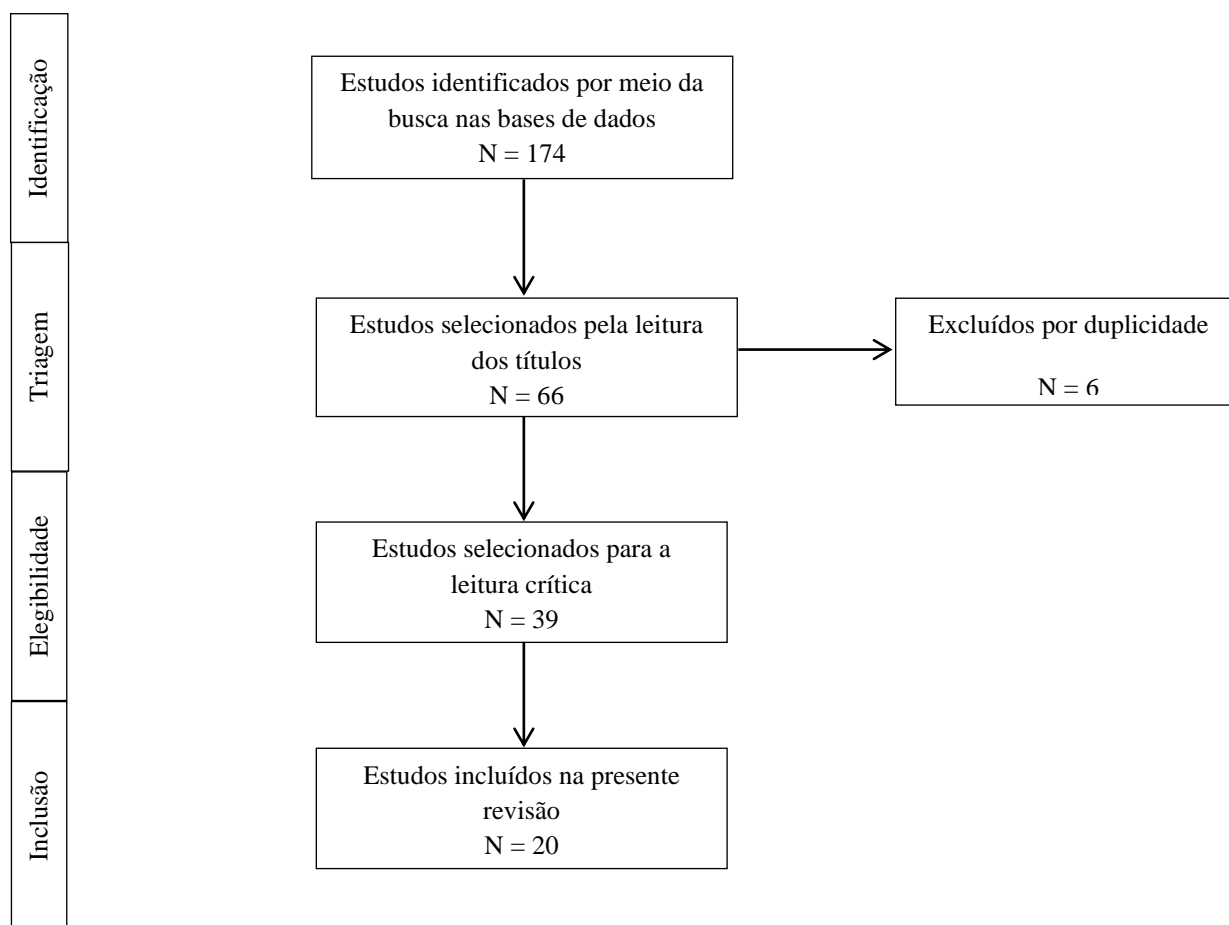 Identificação
Estudos identificados por meio da
busca nas bases de dados
N = 174
Triagem
Estudos selecionados pela leitura
dos títulos
N = 66
Excluídos por duplicidade
N = 6
Elegibilidade
Estudos selecionados para a
leitura crítica
N = 39
Inclusão
Estudos incluídos na presente
revisão
N = 20